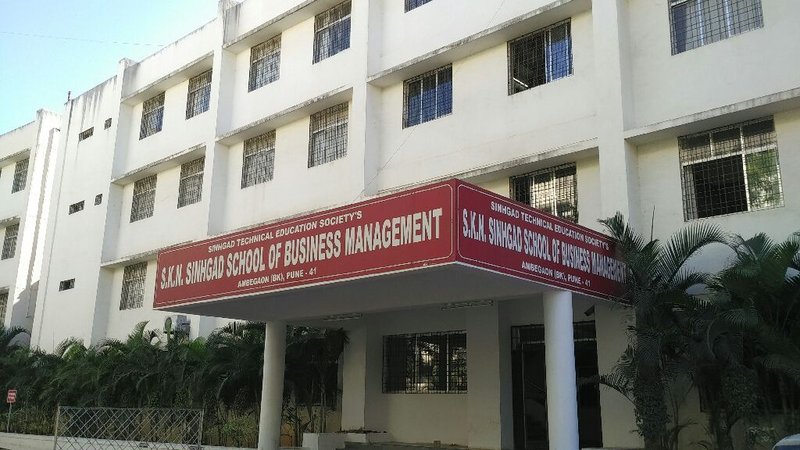 SINHGAD TECHNICAL EDUCATION SOCIETY'S
S.K.N. SINHGAD SCHOOL OF BUSINESS MANAGEMENT
AMBEGAON (BK), PUNE - 41
SINHGAD TECHNICAL EDUCATION SOCIETY'S
S.K.N. SINHGAD SCHOOL OF BUSINESS MANAGEMENT
AMBEGAON (BK), PUNE - 41